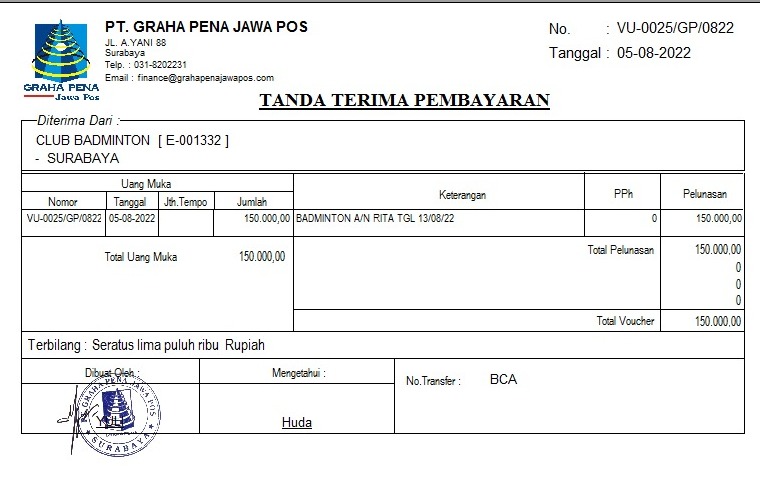 PT. GRAHA PENA JAWA POS
JL. A.YANI 88
Surabaya
Telp. : 031-8202231
Email : finance@grahapenajawapos.com
GRAHA PENA
Jawa Pos
No. : VU-0025/GP/0822
Tanggal : 05-08-2022
TANDA TERIMA PEMBAYARAN
Diterima Dari :
CLUB BADMINTON [ E-001332 ]
- SURABAYA
Uang Muka Keterangan PPh Pelunasan
Nomor Tanggal Jth.Tempo Jumlah
VU-0025/GP/0822 05-08-2022 150.000,00 BADMINTON A/N RITA TGL 13/08/22 0 150.000,00
Total Uang Muka 150.000,00 Total Pelunasan 150.000,00
0
0
0
Total Voucher 150.000,00
Terbilang : Seratus lima puluh ribu Rupiah
Dibuat Oleh : Mengetahui : No.Transfer : BCA
PT. GRAHA PENA JAWA POS
YULI
SURABAYA
Huda